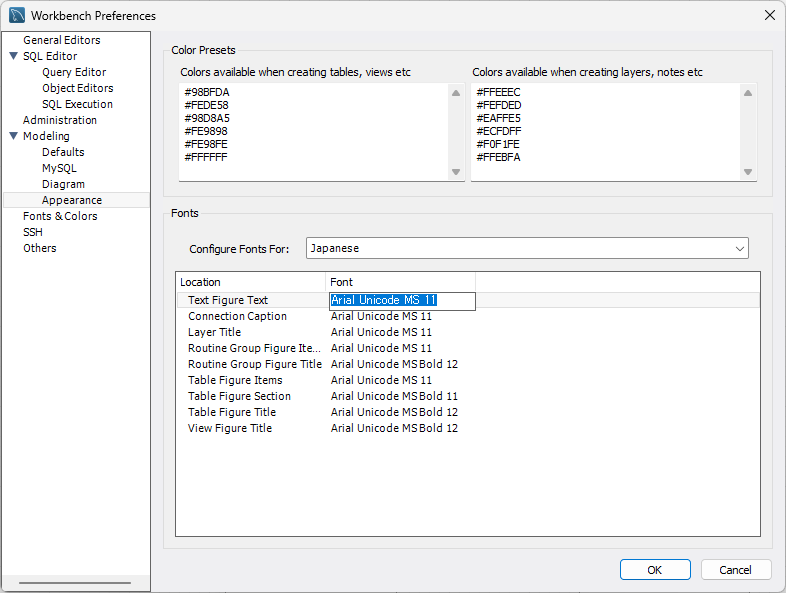 Workbench Preferences
General Editors
SQL Editor
Query Editor
Object Editors
SQL Execution
Administration
Modeling
Defaults
MySQL
Diagram
Appearance
Fonts & Colors
SSH
Others
Color Presets
Colors available when creating tables, views etc
#98BFDA
#FEDE58
#98D8A5
#FE9898
#FE98FE
#FFFFFF
Colors available when creating layers, notes etc
#FFEEEC
#FEFDED
#EAFFE5
#ECFDFF
#F0F1FE
#FFEBFA
Fonts
Configure Fonts For: Japanese
Location Font
Text Figure Text Arial Unicode MS 11
Connection Caption Arial Unicode MS 11
Layer Title Arial Unicode MS 11
Routine Group Figure Ite... Arial Unicode MS 11
Routine Group Figure Title Arial Unicode MS Bold 12
Table Figure Items Arial Unicode MS 11
Table Figure Section Arial Unicode MS Bold 11
Table Figure Title Arial Unicode MS Bold 12
View Figure Title Arial Unicode MS Bold 12
OK Cancel